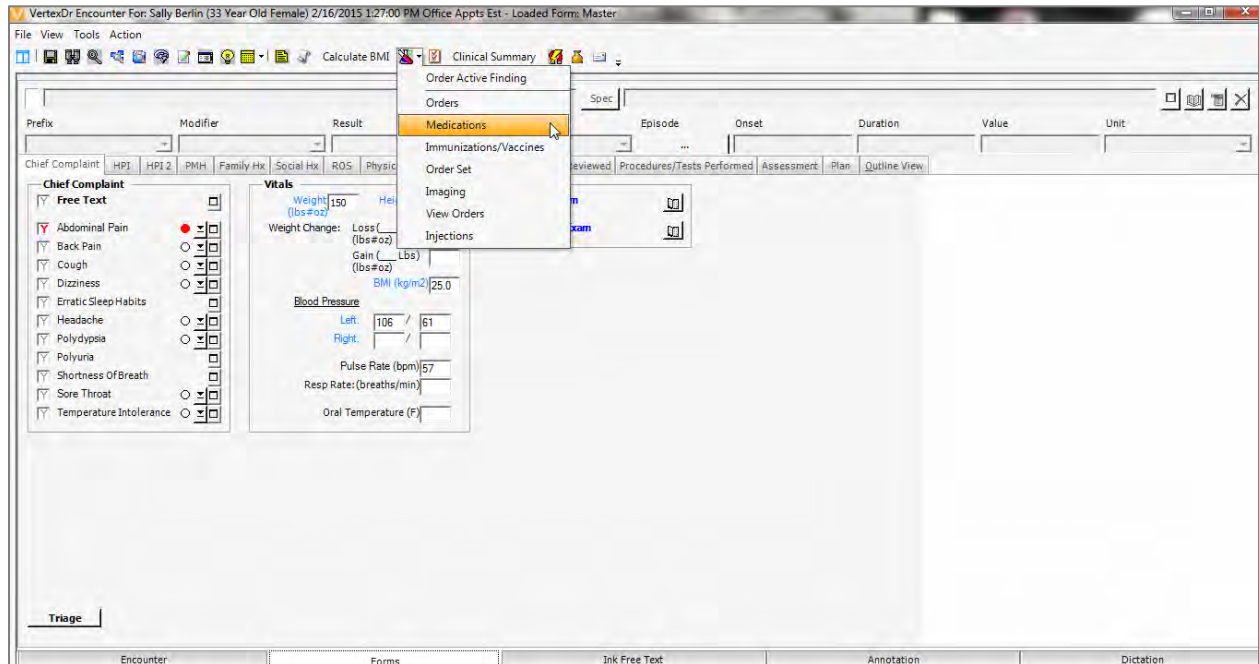 VertexDr Encounter For: Sally Berlin (33 Year Old Female) 2/16/2015 1:27:00 PM Office Appts Est - Loaded Form: Master
File View Tools Action
Calculate BMI Clinical Summary
Order Active Finding
Orders
Medications
Immunizations/Vaccines
Order Set
Imaging
View Orders
Injections
Spec
Prefix Modifier Result Episode Onset Duration Value Unit
...
Chief Complaint HPI HPI 2 PMH Family Hx Social Hx ROS Physic eviewed Procedures/Tests Performed Assessment Plan Outline View
Chief Complaint
Free Text
Abdominal Pain
Back Pain
Cough
Dizziness
Erratic Sleep Habits
Headache
Polydypsia
Polyuria
Shortness Of Breath
Sore Throat
Temperature Intolerance
Vitals
Weight 150 Hei
(lbs#oz)
Weight Change: Loss (___
(lbs#oz)
Gain (___ Lbs)
(lbs#oz)
BMI (kg/m2) 25.0
Blood Pressure
Left: 106 / 61
Right: /
Pulse Rate (bpm) 57
Resp Rate: (breaths/min)
Oral Temperature (F)
m
xam
Triage
Encounter Forms Ink Free Text Annotation Dictation